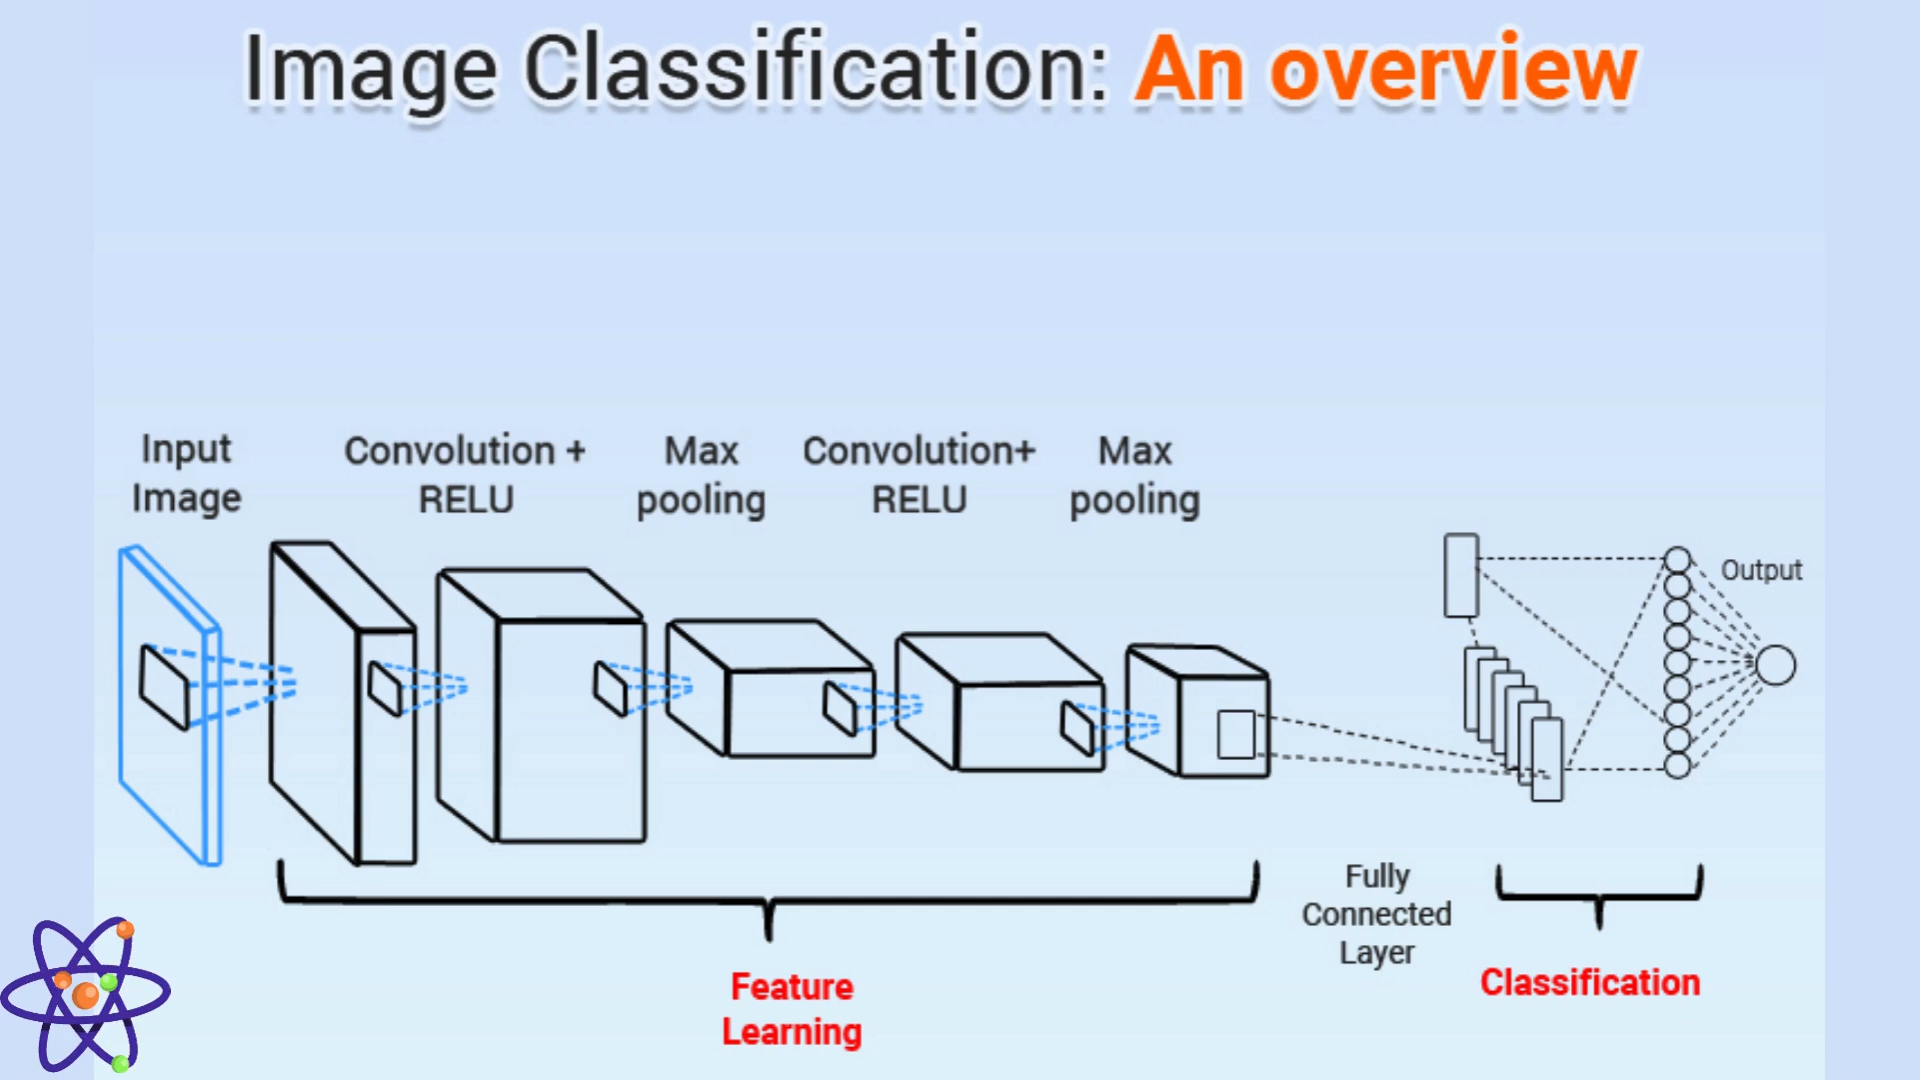 Image Classification: An overview
Input
Image
Convolution +
RELU
Max
pooling
Convolution+
RELU
Max
pooling
Output
Fully
Connected
Layer
Feature
Learning
Classification